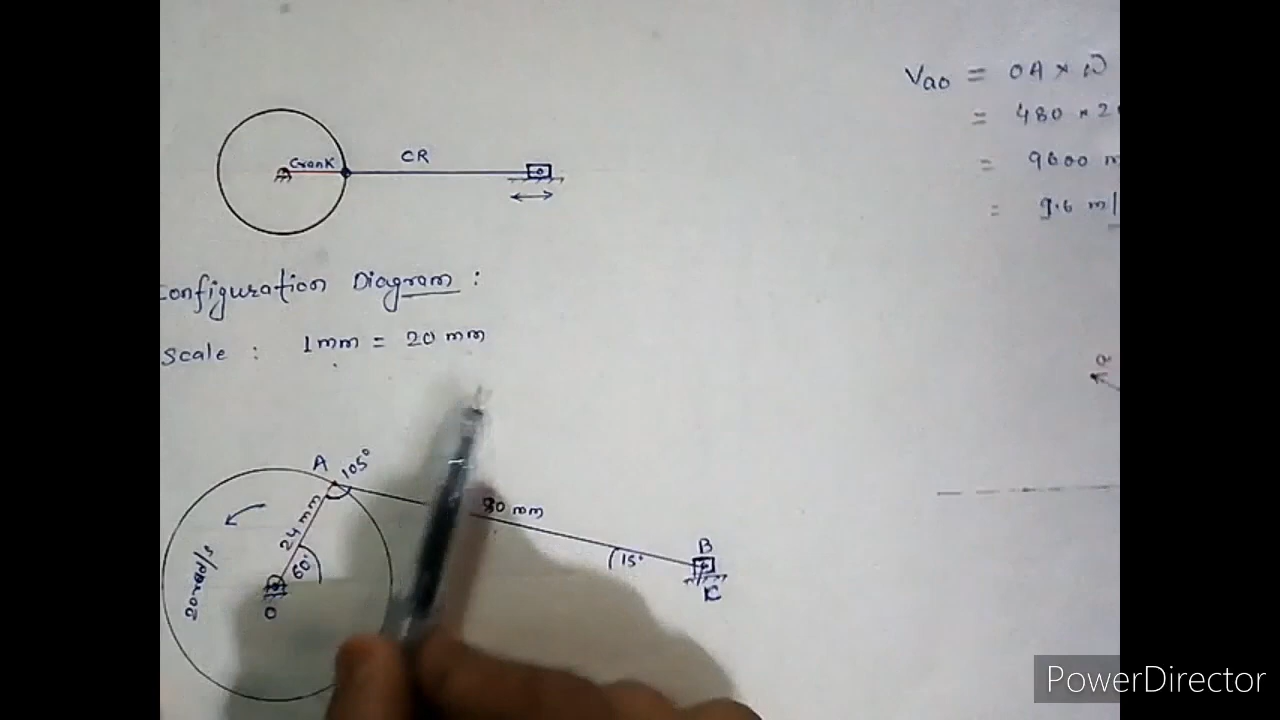 Crank
CR
Configuration Diagram :
Scale : 1mm = 20 mm
A
105°
24 mm
80 mm
60°
15°
B
20 rad/s
O
Vao = OA × ω
= 480 × 20
= 9600 m
= 9.6 m/
a
PowerDirector